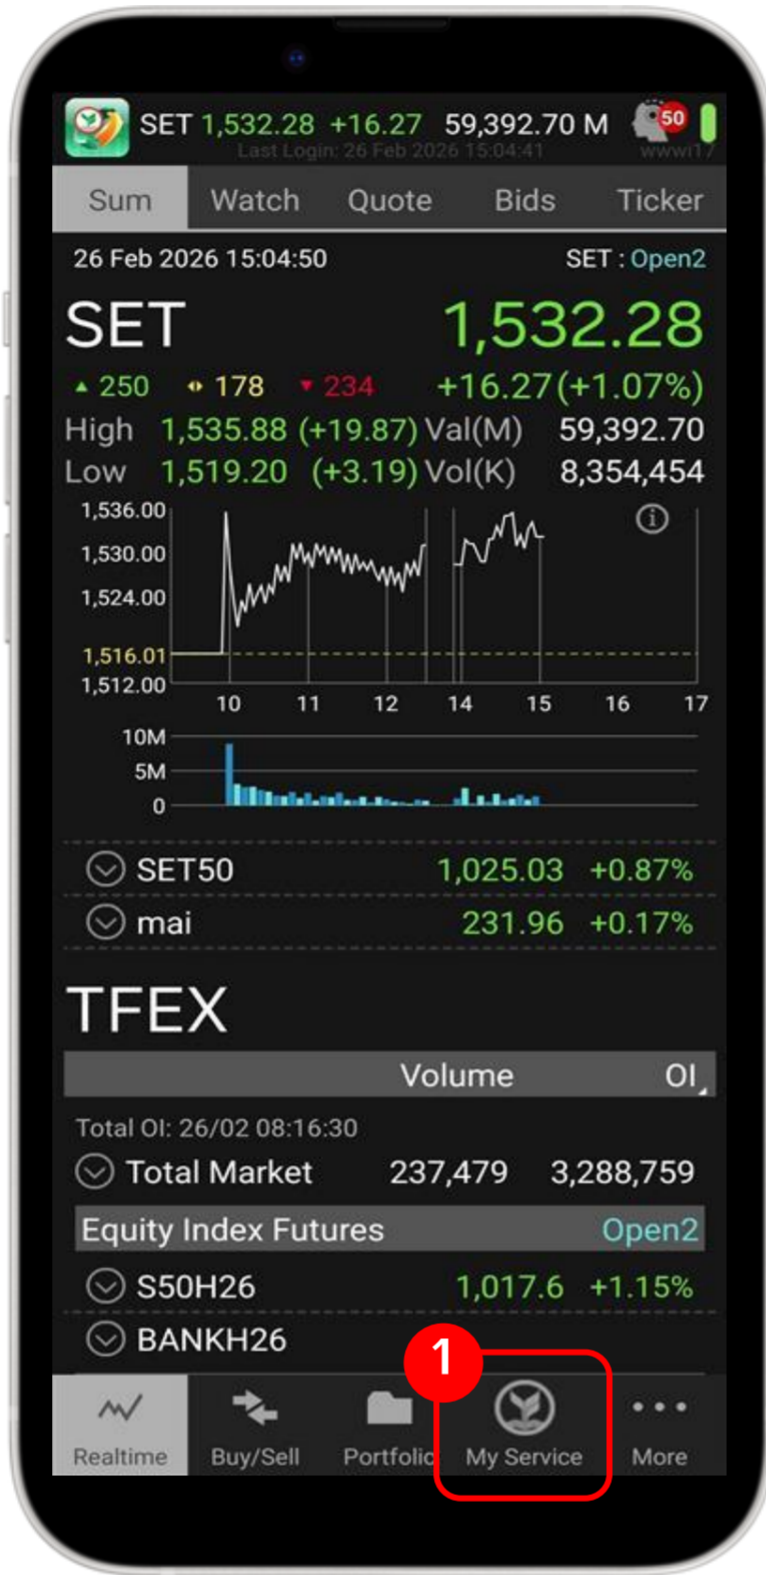 SET 1,532.28 +16.27 59,392.70 M 50
Last Login: 26 Feb 2026 15:04:41 wwwi17
Sum Watch Quote Bids Ticker
26 Feb 2026 15:04:50 SET : Open2
SET 1,532.28
250 178 234 +16.27(+1.07%)
High 1,535.88 (+19.87) Val(M) 59,392.70
Low 1,519.20 (+3.19) Vol(K) 8,354,454
1,536.00
1,530.00
1,524.00
1,516.01
1,512.00
10 11 12 14 15 16 17
10M
5M
0
SET50 1,025.03 +0.87%
mai 231.96 +0.17%
TFEX
Volume OI
Total OI: 26/02 08:16:30
Total Market 237,479 3,288,759
Equity Index Futures Open2
S50H26 1,017.6 +1.15%
BANKH26
1
Realtime Buy/Sell Portfolio My Service More